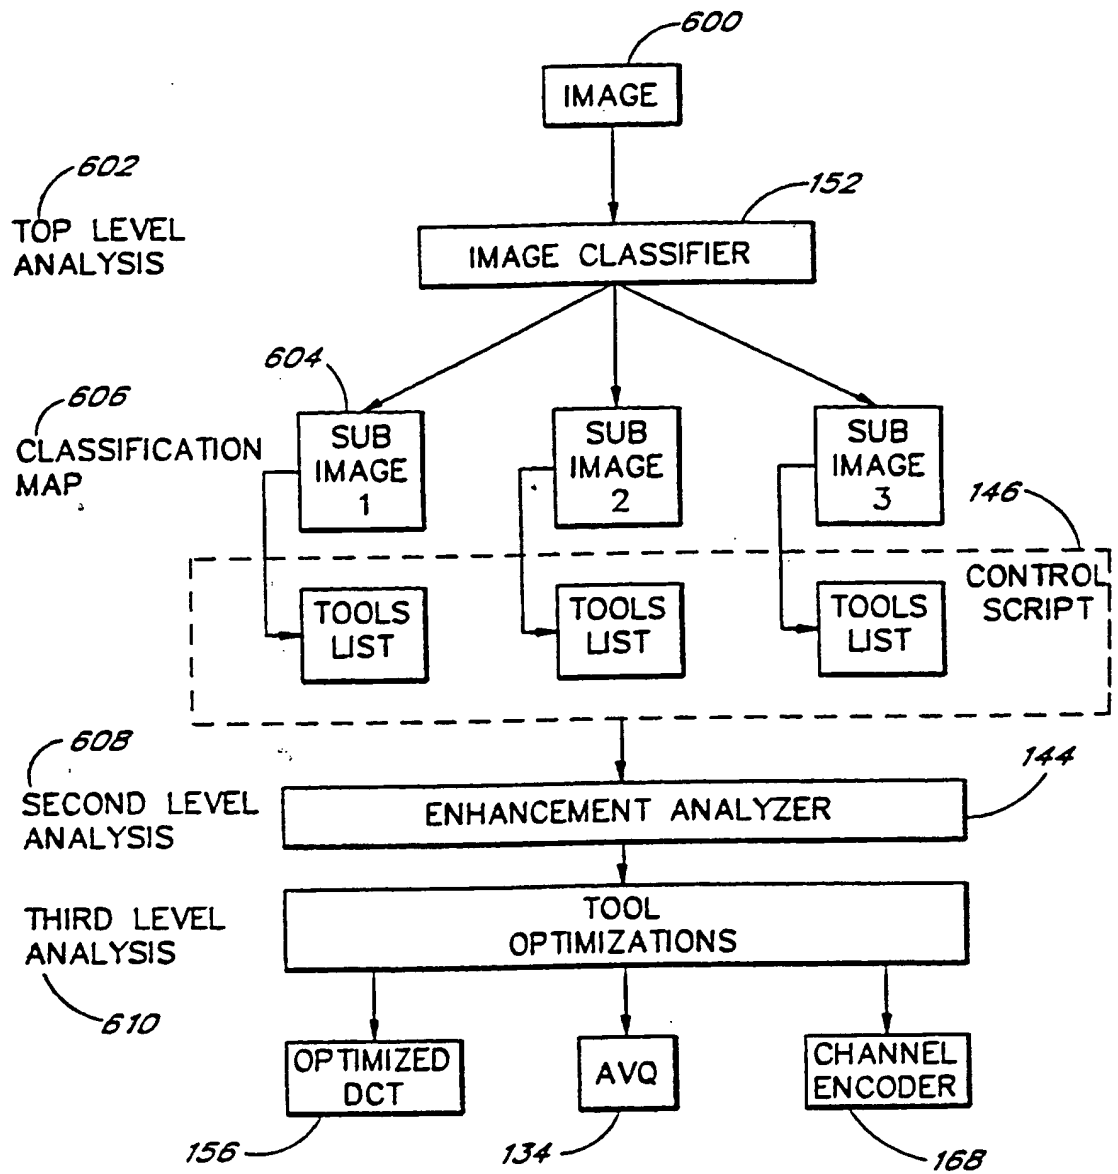 600
IMAGE
602
TOP LEVEL
ANALYSIS
152
IMAGE CLASSIFIER
604
606
CLASSIFICATION
MAP
SUB
IMAGE
1
SUB
IMAGE
2
SUB
IMAGE
3
146
CONTROL
SCRIPT
TOOLS
LIST
TOOLS
LIST
TOOLS
LIST
608
SECOND LEVEL
ANALYSIS
144
ENHANCEMENT ANALYZER
THIRD LEVEL
ANALYSIS
610
TOOL
OPTIMIZATIONS
OPTIMIZED
DCT
AVQ
CHANNEL
ENCODER
156
134
168